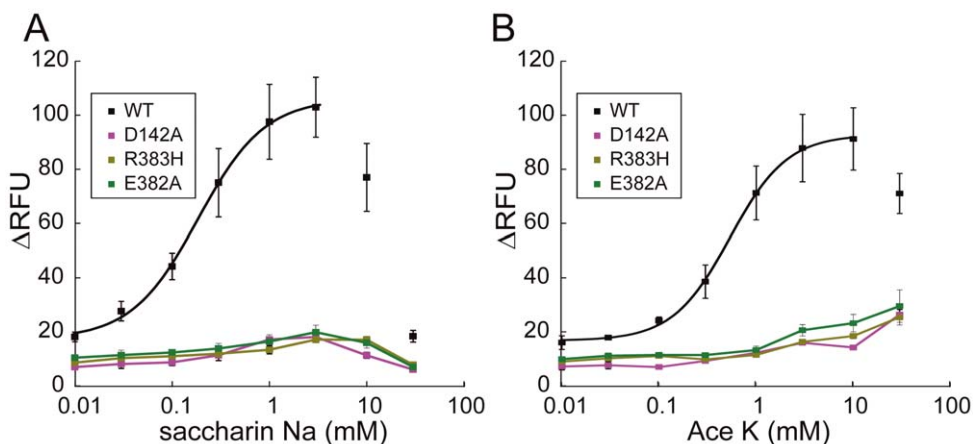 A
120
100
80
60
40
20
0
ΔRFU
WT
D142A
R383H
E382A
0.01 0.1 1 10 100
saccharin Na (mM)
B
120
100
80
60
40
20
0
ΔRFU
WT
D142A
R383H
E382A
0.01 0.1 1 10 100
Ace K (mM)